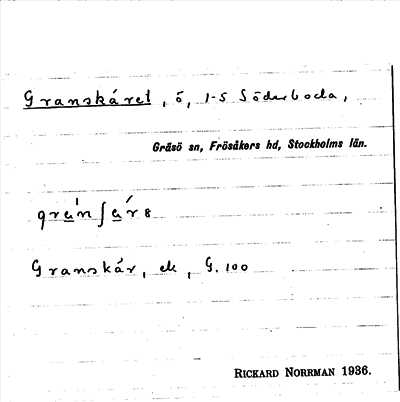 Granskäret, ö, 1-5 Söderboda,
Gräsö sn, Frösåkers hd, Stockholms län.
Granskär, ek, G. 100
RICKARD NORRMAN 1936.